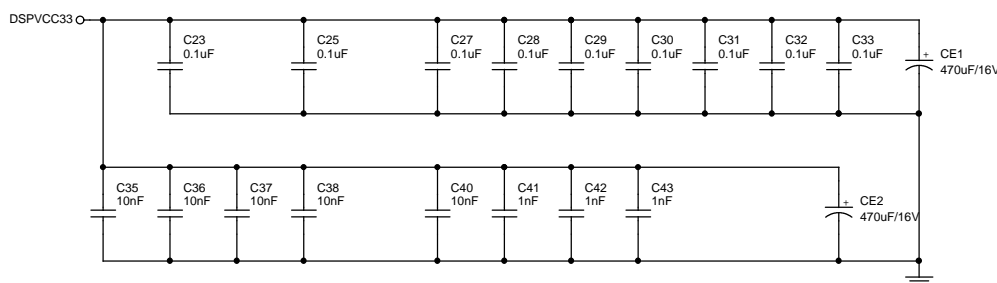 DSPVCC33
C23
0.1uF
C25
0.1uF
C27
0.1uF
C28
0.1uF
C29
0.1uF
C30
0.1uF
C31
0.1uF
C32
0.1uF
C33
0.1uF
+
CE1
470uF/16V
C35
10nF
C36
10nF
C37
10nF
C38
10nF
C40
10nF
C41
1nF
C42
1nF
C43
1nF
+
CE2
470uF/16V